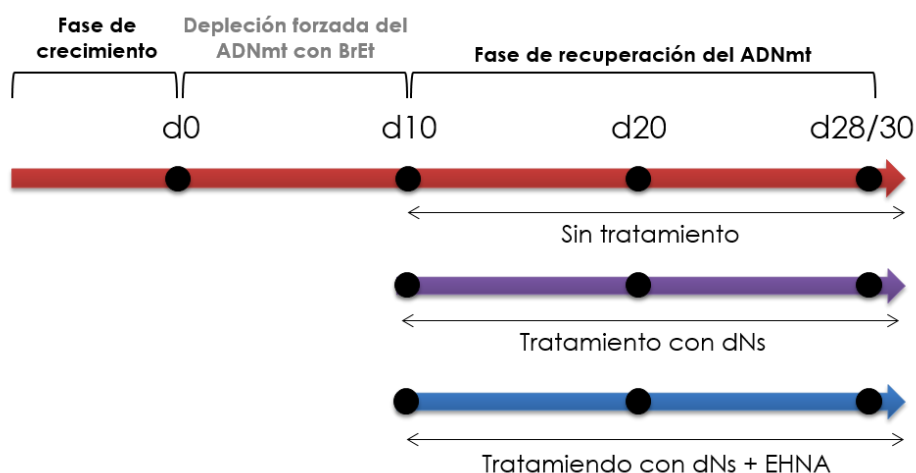 Fase de
crecimiento
Depleción forzada del
ADNmt con BrEt
Fase de recuperación del ADNmt
d0
d10
d20
d28/30
Sin tratamiento
Tratamiento con dNs
Tratamiendo con dNs + EHNA